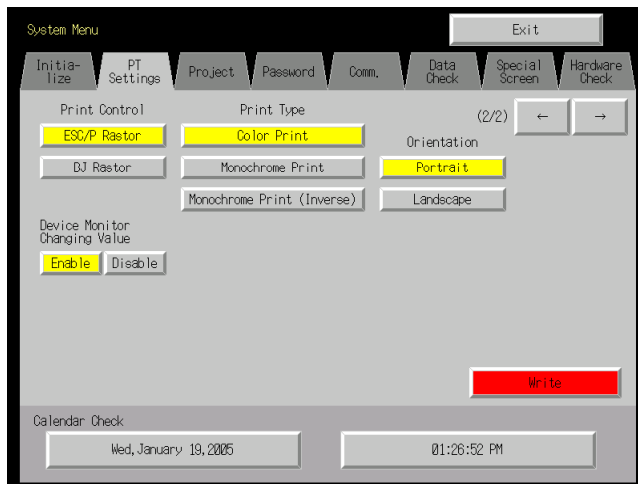 System Menu
Exit
Initia-
lize
PT
Settings
Project
Password
Comm.
Data
Check
Special
Screen
Hardware
Check
Print Control
Print Type
(2/2)
←
→
ESC/P Rastor
Color Print
Orientation
Portrait
DJ Rastor
Monochrome Print
Monochrome Print (Inverse)
Landscape
Device Monitor
Changing Value
Enable
Disable
Write
Calendar Check
Wed,January 19,2005
01:26:52 PM